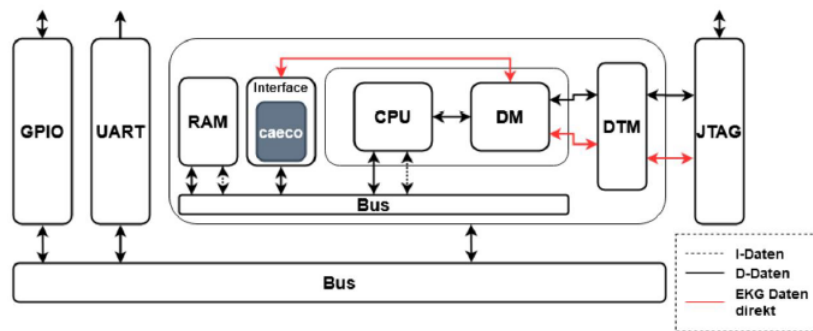 GPIO
UART
RAM
Interface
caeco
CPU
DM
DTM
JTAG
Bus
Bus
I-Daten
D-Daten
EKG Daten
direkt